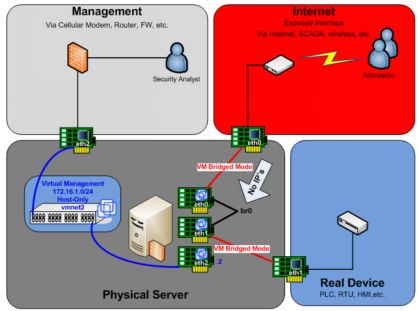 Management
Via Cellular Modem, Router, FW, etc.
Security Analyst
eth2
Internet
Exposed Interface
Via Internet, SCADA, wireless, etc
Attacker(s)
eth0
VM Bridged Mode
No IP's
Virtual Management
172.16.1.0/24
Host-Only
vmnet2
eth0
br0
eth1
VM Bridged Mode
eth2
.2
eth1
Physical Server
Real Device
PLC, RTU, HMI,etc.